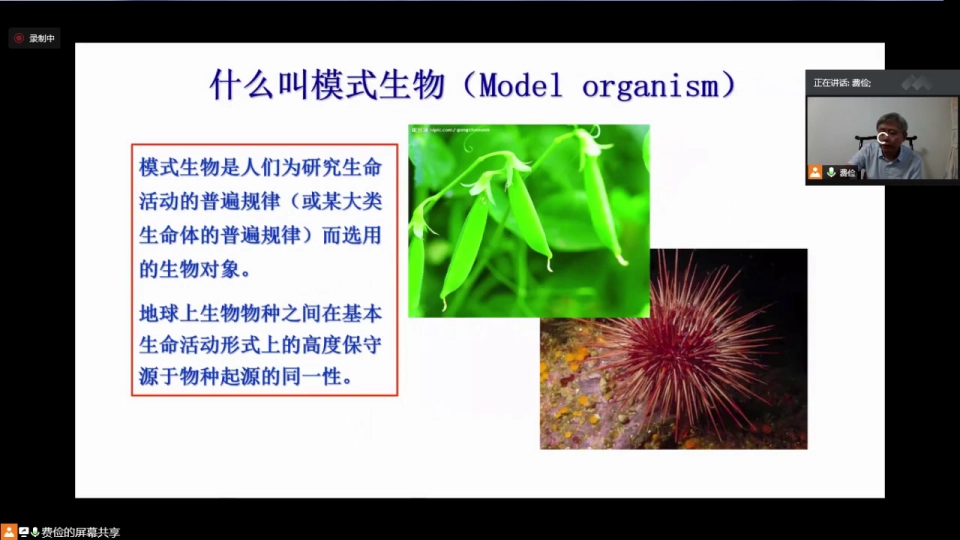 录制中
什么叫模式生物（Model organism）
模式生物是人们为研究生命
活动的普遍规律（或某大类
生命体的普遍规律）而选用
的生物对象。
地球上生物物种之间在基本
生命活动形式上的高度保守
源于物种起源的同一性。
正在讲话: 费俭;
费俭
费俭的屏幕共享